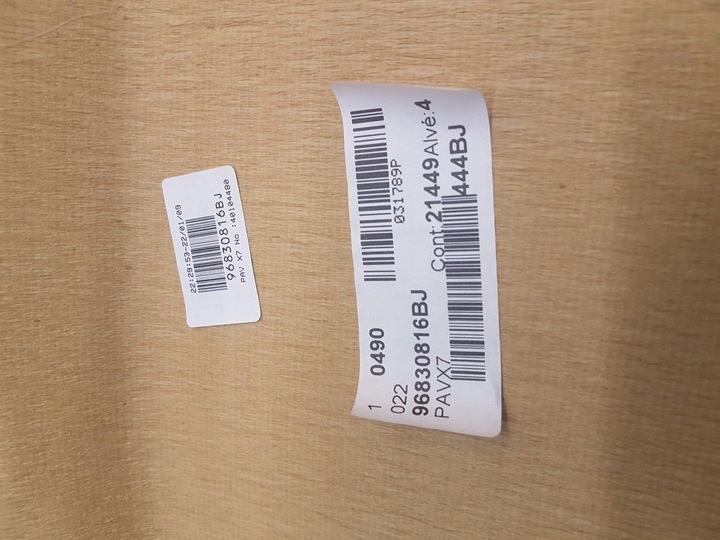 22:29:53-22/01/09
96830816BJ
PAV X7 No :40104480
1 0490
031789P
022
Cont:21449Alvé:4
96830816BJ
444BJ
PAVX7